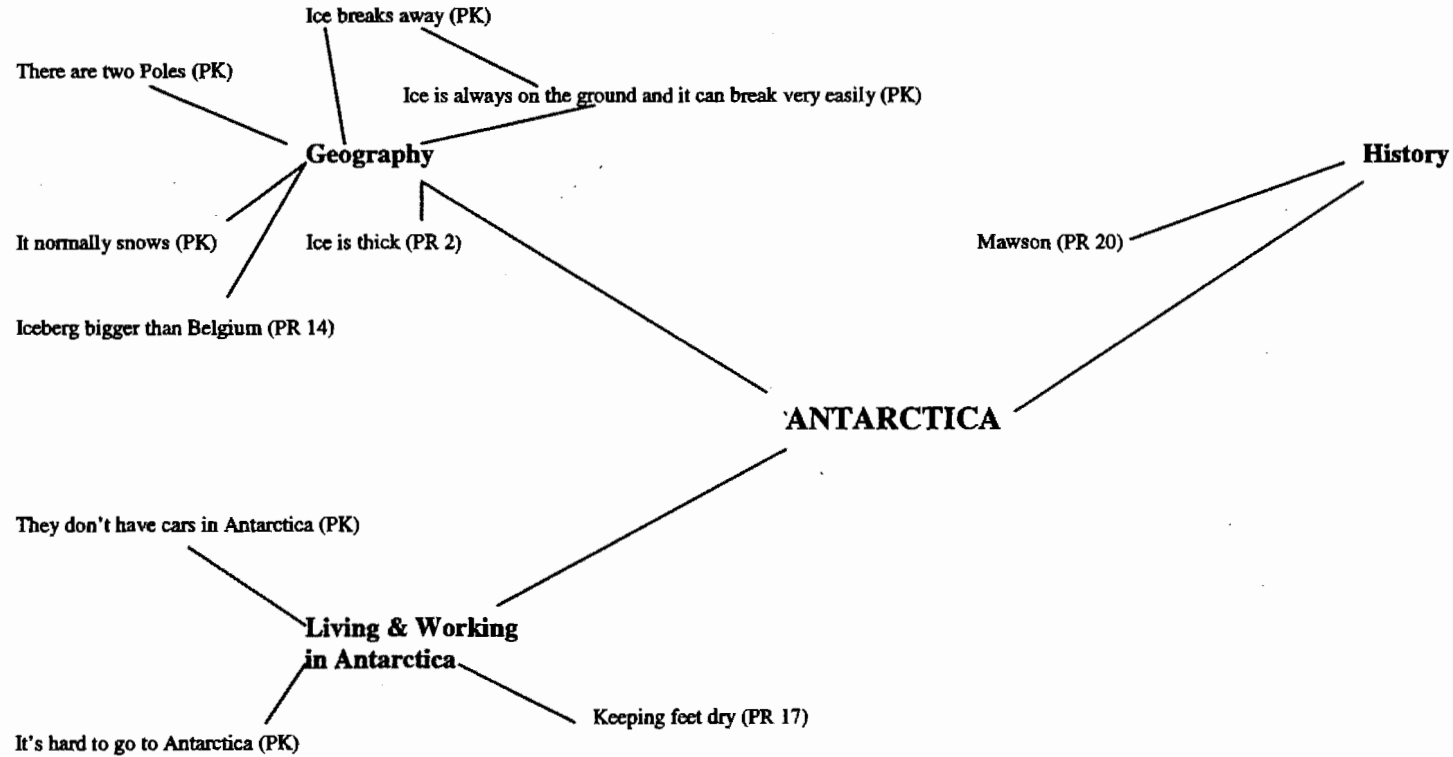 Ice breaks away (PK)
There are two Poles (PK)
Ice is always on the ground and it can break very easily (PK)
Geography
History
It normally snows (PK)
Ice is thick (PR 2)
Mawson (PR 20)
Iceberg bigger than Belgium (PR 14)
ANTARCTICA
They don't have cars in Antarctica (PK)
Living & Working
in Antarctica
Keeping feet dry (PR 17)
It's hard to go to Antarctica (PK)